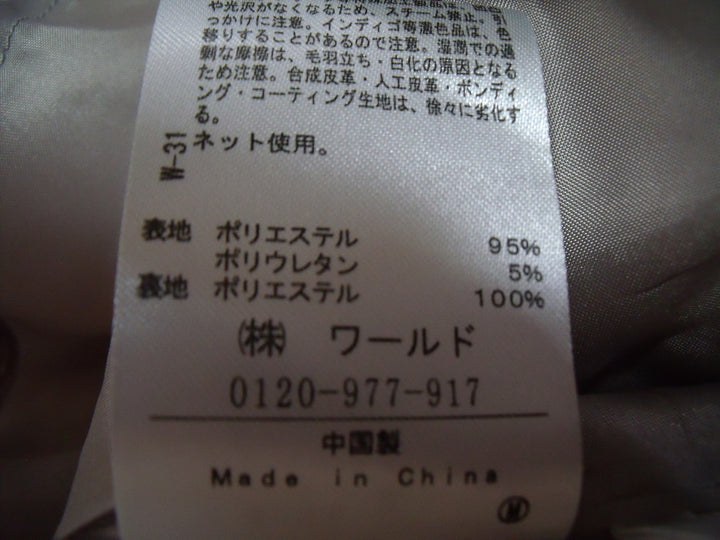 や光沢がなくなるため、スチーム禁止。引
っかけに注意。インディゴ等濃色品は、色
移りすることがあるので注意。湿潤での過
剰な摩擦は、毛羽立ち・白化の原因となる
ため注意。合成皮革・人工皮革・ボンディ
ング・コーティング生地は、徐々に劣化す
る。
ネット使用。
W-31
表地 ポリエステル 95%
ポリウレタン 5%
裏地 ポリエステル 100%
㈱ ワールド
0120-977-917
中国製
Made in China
M